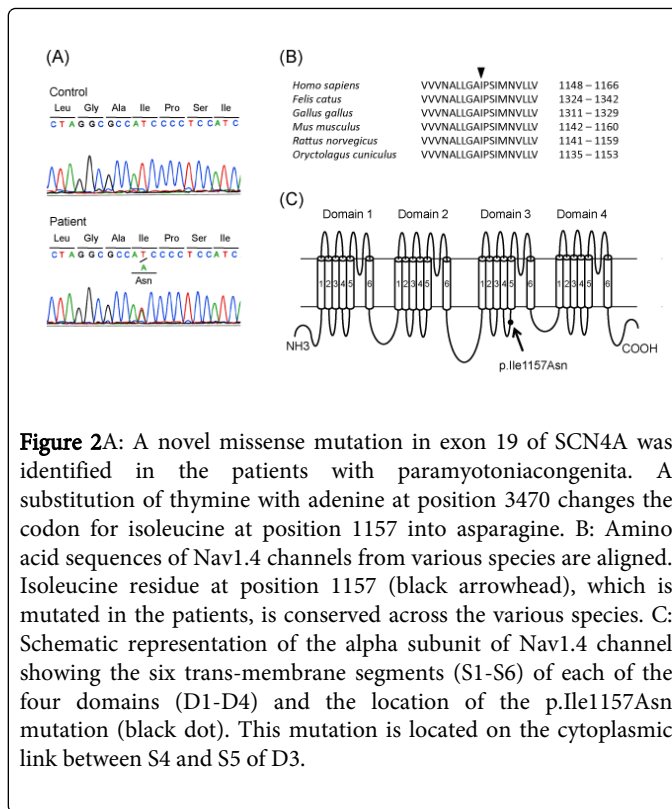 (A)
Control
Leu Gly Ala Ile Pro Ser Ile
C T A G G C G C C A T C C C C T C C A T C
Patient
Leu Gly Ala Ile Pro Ser Ile
C T A G G C G C C A T C C C C T C C A T C
A
Asn
(B)
Homo sapiens VVVNALLGAIPSIMNVLLV 1148 – 1166
Felis catus VVVNALLGAIPSIMNVLLV 1324 – 1342
Gallus gallus VVVNALLGAIPSIMNVLLV 1311 – 1329
Mus musculus VVVNALLGAIPSIMNVLLV 1142 – 1160
Rattus norvegicus VVVNALLGAIPSIMNVLLV 1141 – 1159
Oryctolagus cuniculus VVVNALLGAIPSIMNVLLV 1135 – 1153
(C)
Domain 1 Domain 2 Domain 3 Domain 4
1 2 3 4 5 6 1 2 3 4 5 6 1 2 3 4 5 6 1 2 3 4 5 6
NH3
COOH
p.Ile1157Asn
Figure 2A: A novel missense mutation in exon 19 of SCN4A was
identified in the patients with paramyotoniacongenita. A
substitution of thymine with adenine at position 3470 changes the
codon for isoleucine at position 1157 into asparagine. B: Amino
acid sequences of Nav1.4 channels from various species are aligned.
Isoleucine residue at position 1157 (black arrowhead), which is
mutated in the patients, is conserved across the various species. C:
Schematic representation of the alpha subunit of Nav1.4 channel
showing the six trans-membrane segments (S1-S6) of each of the
four domains (D1-D4) and the location of the p.Ile1157Asn
mutation (black dot). This mutation is located on the cytoplasmic
link between S4 and S5 of D3.